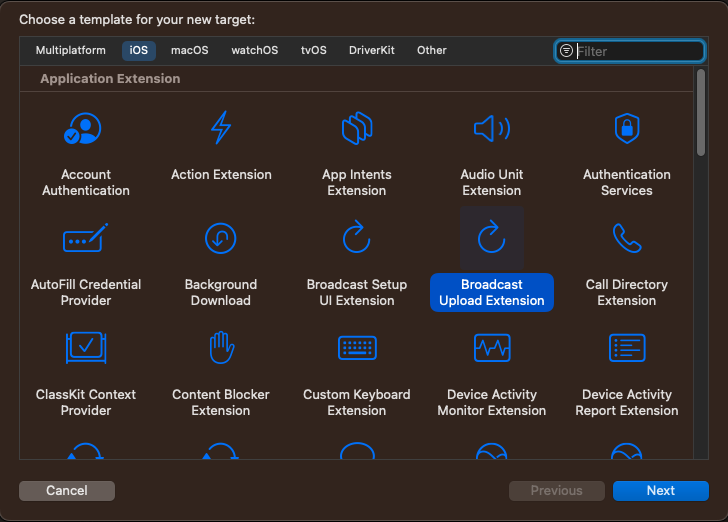 Choose a template for your new target:
Multiplatform iOS macOS watchOS tvOS DriverKit Other Filter
Application Extension
Account Authentication
Action Extension
App Intents Extension
Audio Unit Extension
Authentication Services
AutoFill Credential Provider
Background Download
Broadcast Setup UI Extension
Broadcast Upload Extension
Call Directory Extension
ClassKit Context Provider
Content Blocker Extension
Custom Keyboard Extension
Device Activity Monitor Extension
Device Activity Report Extension
Cancel Previous Next